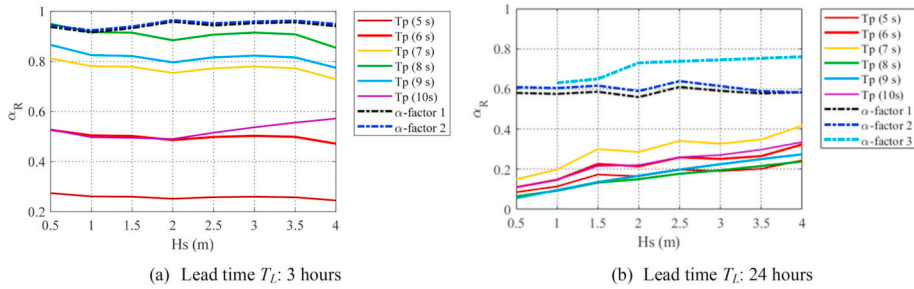 1
0.8
0.6
0.4
0.2
α_R
0.5 1 1.5 2 2.5 3 3.5 4
Hs (m)
Tp (5 s)
Tp (6 s)
Tp (7 s)
Tp (8 s)
Tp (9 s)
Tp (10s)
α-factor 1
α-factor 2
(a) Lead time T_L: 3 hours
1
0.8
0.6
0.4
0.2
0
α_R
0.5 1 1.5 2 2.5 3 3.5 4
Hs (m)
Tp (5 s)
Tp (6 s)
Tp (7 s)
Tp (8 s)
Tp (9 s)
Tp (10s)
α-factor 1
α-factor 2
α-factor 3
(b) Lead time T_L: 24 hours